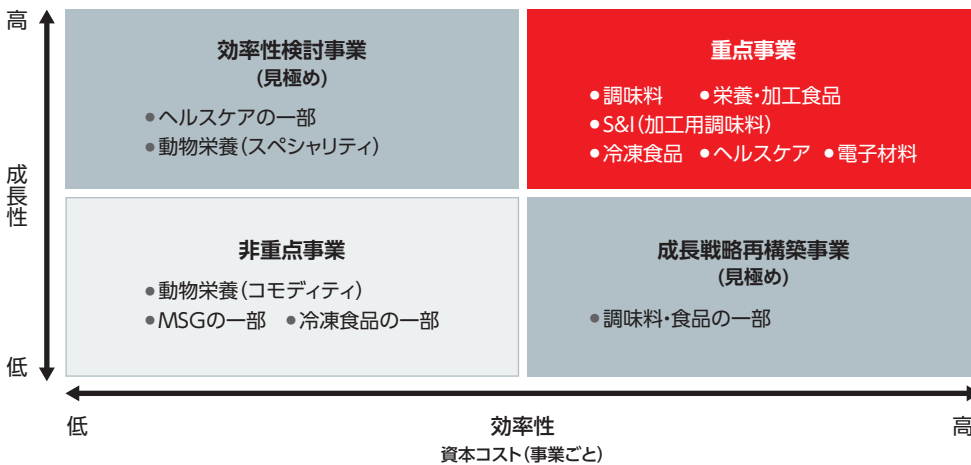 高
成長性
低
効率性検討事業
(見極め)
●ヘルスケアの一部
●動物栄養(スペシャリティ)
重点事業
●調味料 ●栄養・加工食品
●S&I(加工用調味料)
●冷凍食品 ●ヘルスケア ●電子材料
非重点事業
●動物栄養(コモディティ)
●MSGの一部 ●冷凍食品の一部
成長戦略再構築事業
(見極め)
●調味料・食品の一部
低
効率性
高
資本コスト(事業ごと)